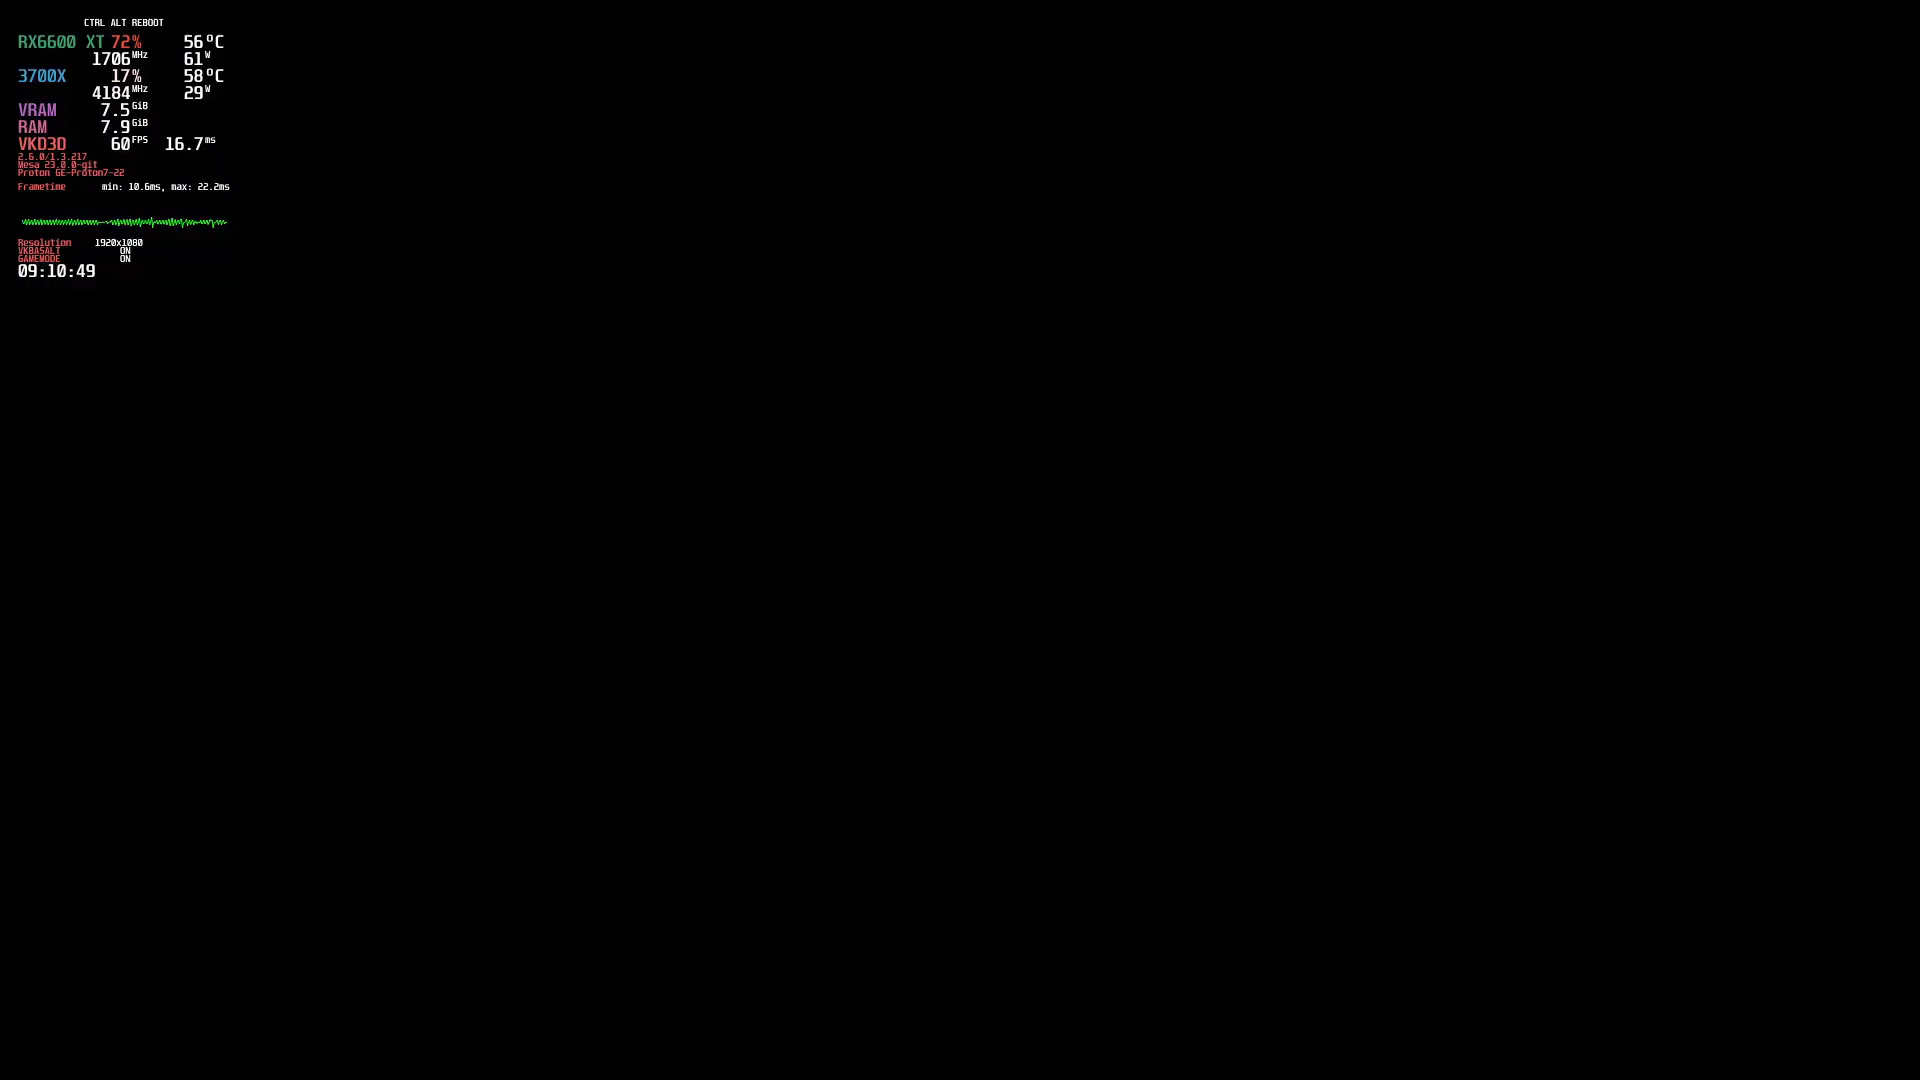 CTRL ALT REBOOT
RX6600 XT 72% 56°C
1706MHz 61W
3700X 17% 58°C
4184MHz 29W
VRAM 7.5GiB
RAM 7.9GiB
VKD3D 60FPS 16.7ms
2.6.0/1.3.217
Mesa 23.0.0-git
Proton GE-Proton7-22
Frametime min: 10.6ms, max: 22.2ms
Resolution 1920x1080
VKBASALT ON
GAMEMODE ON
09:10:49